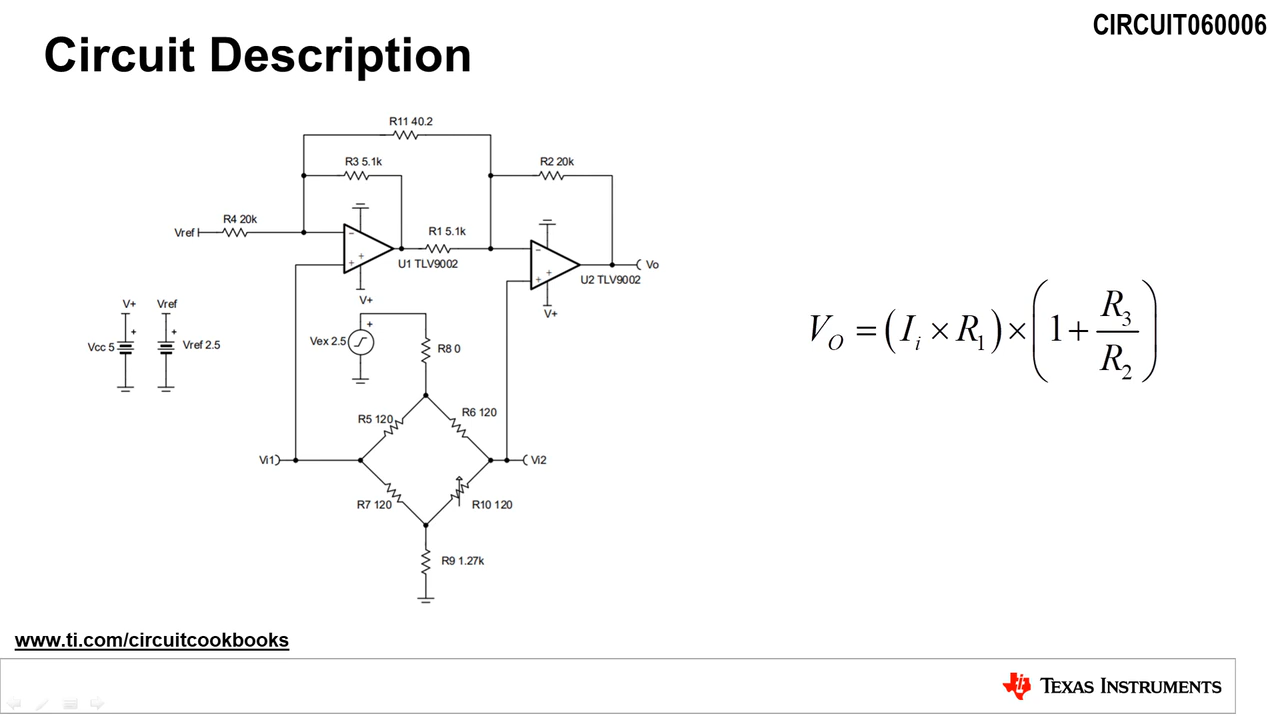 CIRCUIT060006
Circuit Description
R11 40.2
R3 5.1k
R2 20k
R4 20k
Vref
R1 5.1k
U1 TLV9002
Vo
U2 TLV9002
V+
V+
V+
Vref
Vcc 5
Vref 2.5
Vex 2.5
R8 0
R5 120
R6 120
Vi1
Vi2
R7 120
R10 120
R9 1.27k
V_O = (I_i × R_1) × (1 + R_3 / R_2)
www.ti.com/circuitcookbooks
TEXAS INSTRUMENTS